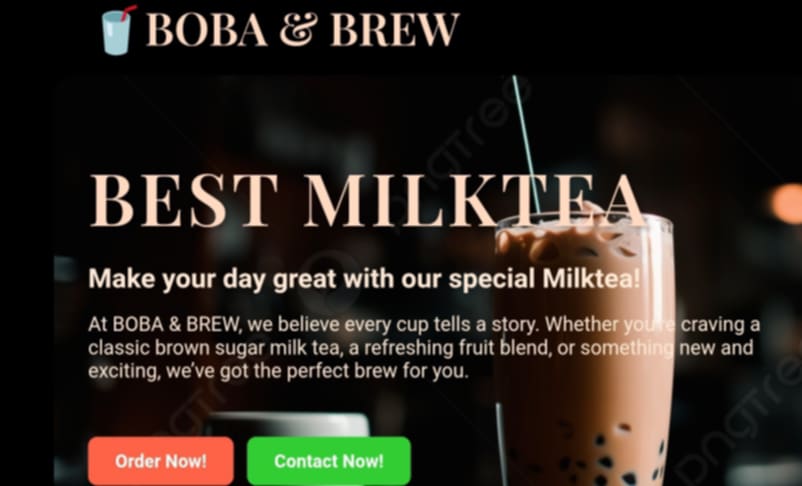 BOBA & BREW
BEST MILKTEA
Make your day great with our special Milktea!
At BOBA & BREW, we believe every cup tells a story. Whether you're craving a
classic brown sugar milk tea, a refreshing fruit blend, or something new and
exciting, we've got the perfect brew for you.
Order Now! Contact Now!
pngtree
pngtree
pngtree